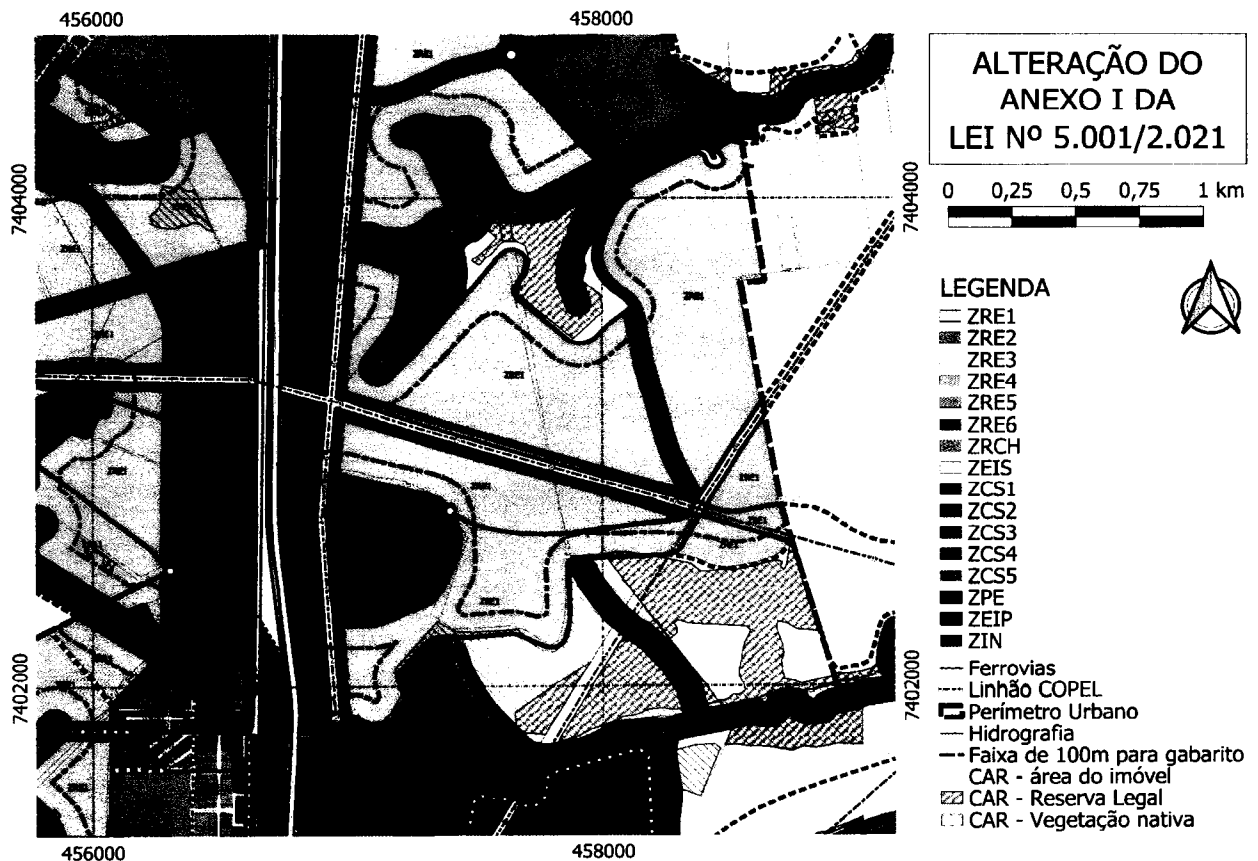 456000
458000
ALTERAÇÃO DO
ANEXO I DA
LEI Nº 5.001/2.021
0 0,25 0,5 0,75 1 km
7404000
7404000
LEGENDA
ZRE1
ZRE2
ZRE3
ZRE4
ZRE5
ZRE6
ZRCH
ZEIS
ZCS1
ZCS2
ZCS3
ZCS4
ZCS5
ZPE
ZEIP
ZIN
Ferrovias
Linhão COPEL
Perímetro Urbano
Hidrografia
Faixa de 100m para gabarito
CAR - área do imóvel
CAR - Reserva Legal
CAR - Vegetação nativa
7402000
7402000
456000
458000